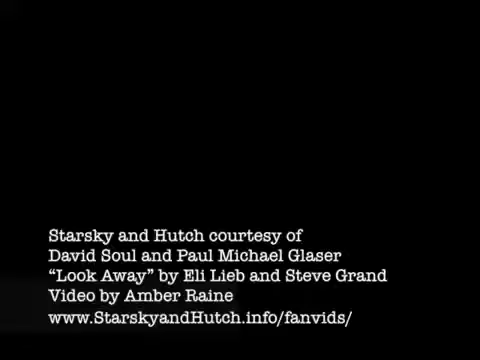 Starsky and Hutch courtesy of
David Soul and Paul Michael Glaser
“Look Away” by Eli Lieb and Steve Grand
Video by Amber Raine
www.StarskyandHutch.info/fanvids/